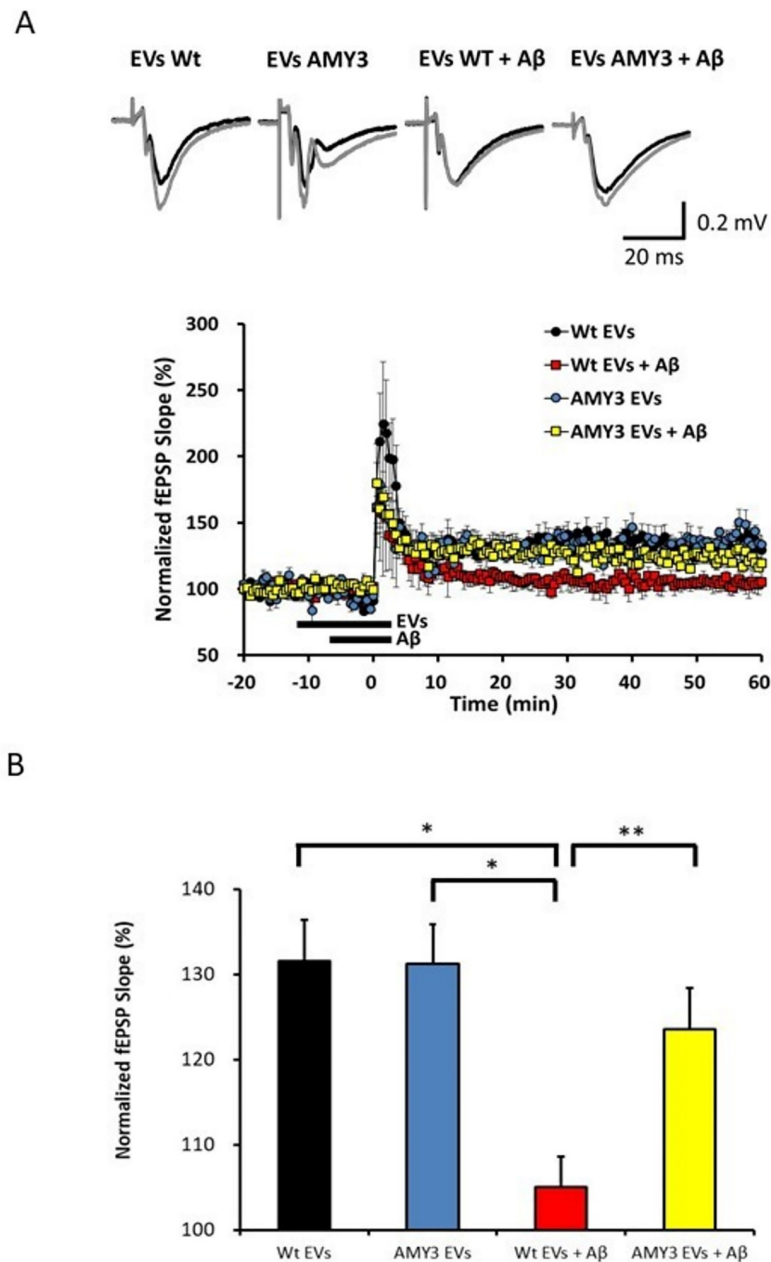 A
EVs Wt EVs AMY3 EVs WT + Aβ EVs AMY3 + Aβ
0.2 mV
20 ms
Normalized fEPSP Slope (%)
300
250
200
150
100
50
Wt EVs
Wt EVs + Aβ
AMY3 EVs
AMY3 EVs + Aβ
EVs
Aβ
-20 -10 0 10 20 30 40 50 60
Time (min)
B
* * **
Normalized fEPSP Slope (%)
140
130
120
110
100
Wt EVs AMY3 EVs Wt EVs + Aβ AMY3 EVs + Aβ